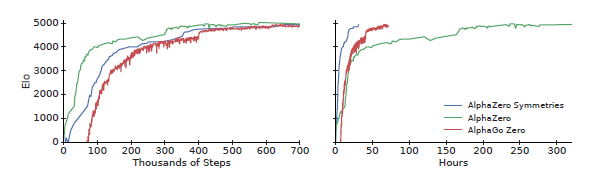 5000
4000
3000
2000
1000
0
Elo
0 100 200 300 400 500 600 700
Thousands of Steps
AlphaZero Symmetries
AlphaZero
AlphaGo Zero
0 50 100 150 200 250 300
Hours